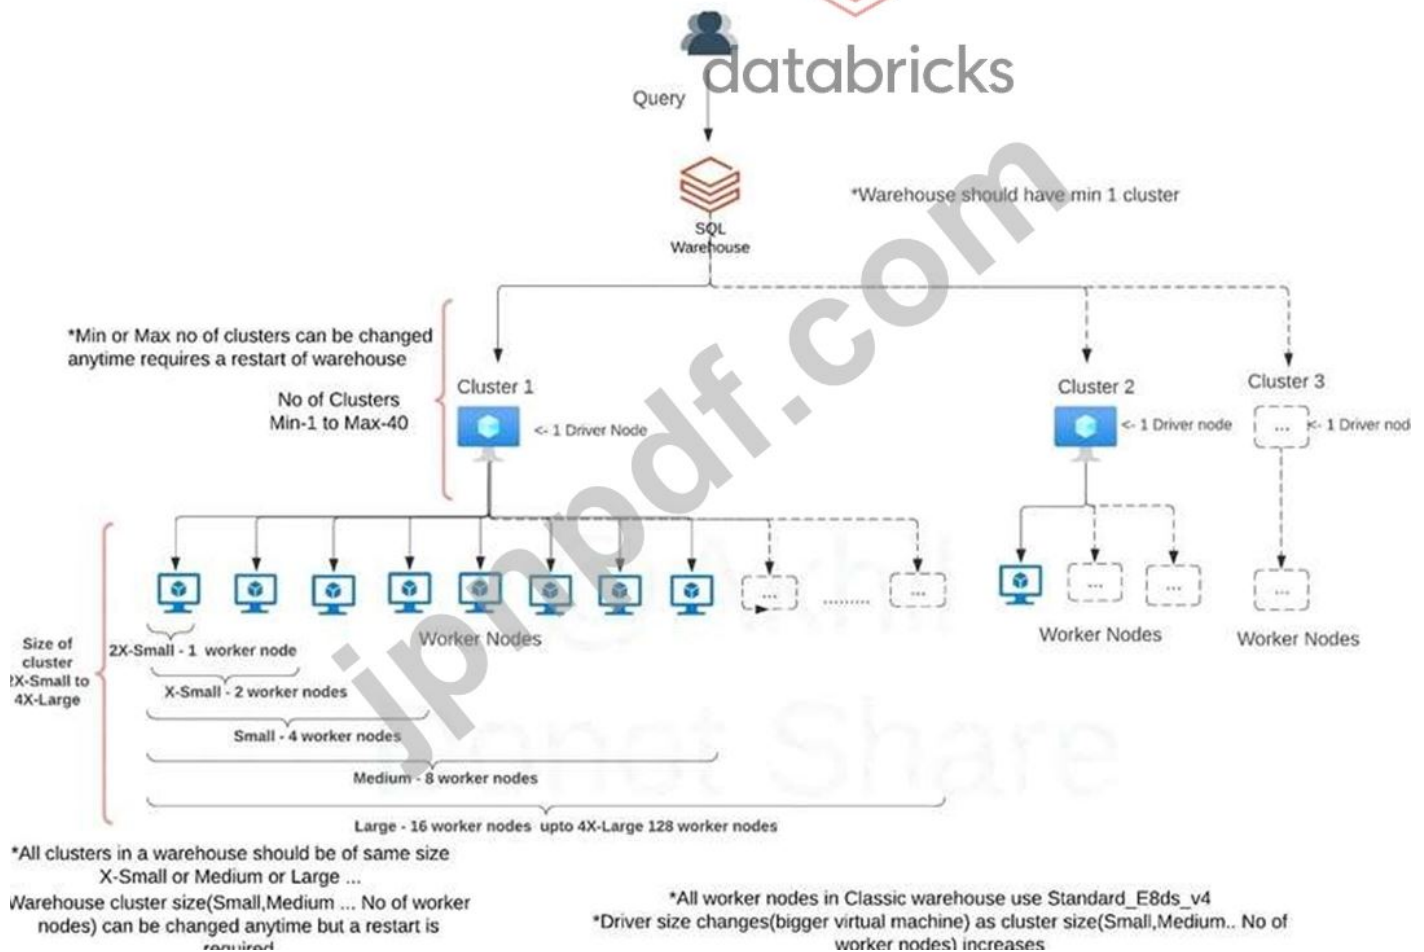 databricks
Query
SQL
Warehouse
*Warehouse should have min 1 cluster
*Min or Max no of clusters can be changed
anytime requires a restart of warehouse
No of Clusters
Min-1 to Max-40
Cluster 1
<- 1 Driver Node
Cluster 2
<- 1 Driver node
Cluster 3
...
<- 1 Driver nod
...
.........
...
...
...
...
Worker Nodes
Worker Nodes
Worker Nodes
Size of
cluster
2X-Small to
4X-Large
2X-Small - 1 worker node
X-Small - 2 worker nodes
Small - 4 worker nodes
Medium - 8 worker nodes
Large - 16 worker nodes upto 4X-Large 128 worker nodes
*All clusters in a warehouse should be of same size
X-Small or Medium or Large ...
Warehouse cluster size(Small,Medium ... No of worker
nodes) can be changed anytime but a restart is
required
*All worker nodes in Classic warehouse use Standard_E8ds_v4
*Driver size changes(bigger virtual machine) as cluster size(Small,Medium.. No of
worker nodes) increases
jpnpdf.com
Akhil
Share